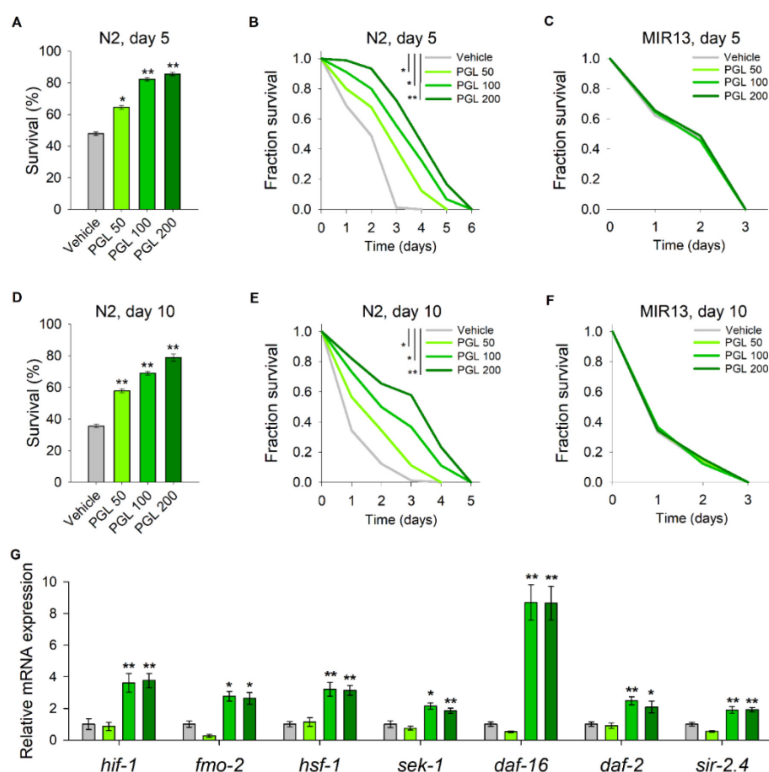 A
N2, day 5
Survival (%)
100
80
60
40
20
0
*
**
**
Vehicle
PGL 50
PGL 100
PGL 200
B
N2, day 5
Fraction survival
1.0
0.8
0.6
0.4
0.2
0.0
0 1 2 3 4 5 6
Time (days)
*
*
**
Vehicle
PGL 50
PGL 100
PGL 200
C
MIR13, day 5
Fraction survival
1.0
0.8
0.6
0.4
0.2
0.0
0 1 2 3
Time (days)
Vehicle
PGL 50
PGL 100
PGL 200
D
N2, day 10
Survival (%)
100
80
60
40
20
0
**
**
**
Vehicle
PGL 50
PGL 100
PGL 200
E
N2, day 10
Fraction survival
1.0
0.8
0.6
0.4
0.2
0.0
0 1 2 3 4 5
Time (days)
*
*
**
Vehicle
PGL 50
PGL 100
PGL 200
F
MIR13, day 10
Fraction survival
1.0
0.8
0.6
0.4
0.2
0.0
0 1 2 3
Time (days)
Vehicle
PGL 50
PGL 100
PGL 200
G
Relative mRNA expression
10
8
6
4
2
0
** **
* *
** **
* **
** **
** *
** **
hif-1 fmo-2 hsf-1 sek-1 daf-16 daf-2 sir-2.4